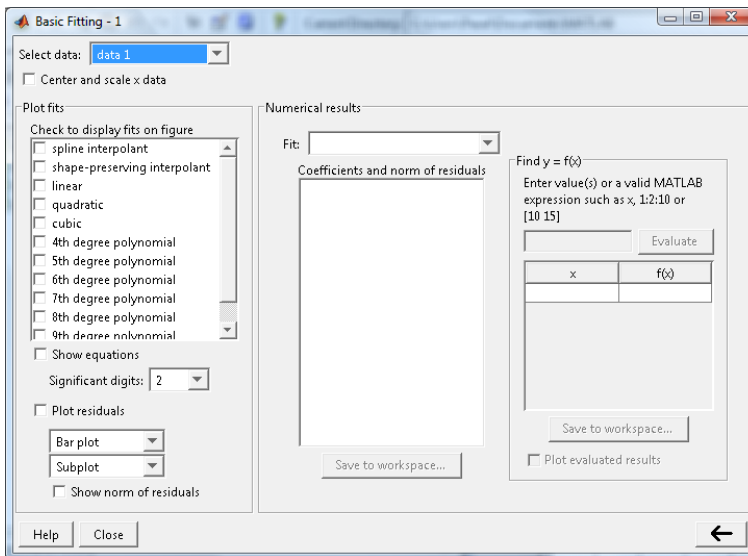 Basic Fitting - 1
Select data: data 1
Center and scale x data
Plot fits
Check to display fits on figure
spline interpolant
shape-preserving interpolant
linear
quadratic
cubic
4th degree polynomial
5th degree polynomial
6th degree polynomial
7th degree polynomial
8th degree polynomial
9th degree polynomial
Show equations
Significant digits: 2
Plot residuals
Bar plot
Subplot
Show norm of residuals
Numerical results
Fit:
Coefficients and norm of residuals
Save to workspace...
Find y = f(x)
Enter value(s) or a valid MATLAB
expression such as x, 1:2:10 or
[10 15]
Evaluate
x f(x)
Save to workspace...
Plot evaluated results
Help Close